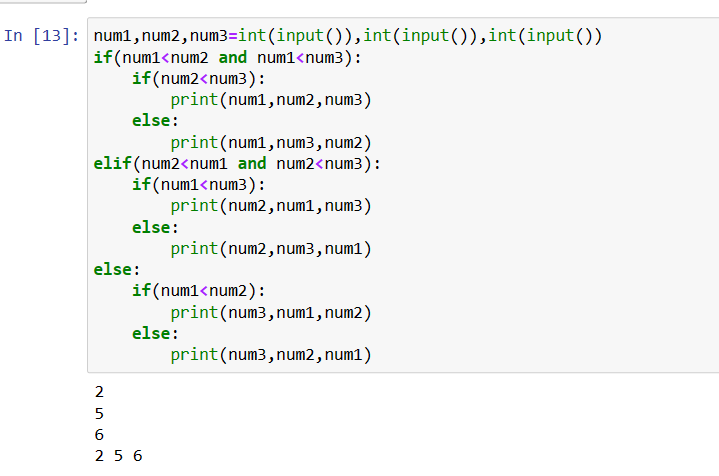 In [13]: num1,num2,num3=int(input()),int(input()),int(input())
if(num1<num2 and num1<num3):
    if(num2<num3):
        print(num1,num2,num3)
    else:
        print(num1,num3,num2)
elif(num2<num1 and num2<num3):
    if(num1<num3):
        print(num2,num1,num3)
    else:
        print(num2,num3,num1)
else:
    if(num1<num2):
        print(num3,num1,num2)
    else:
        print(num3,num2,num1)
2
5
6
2 5 6